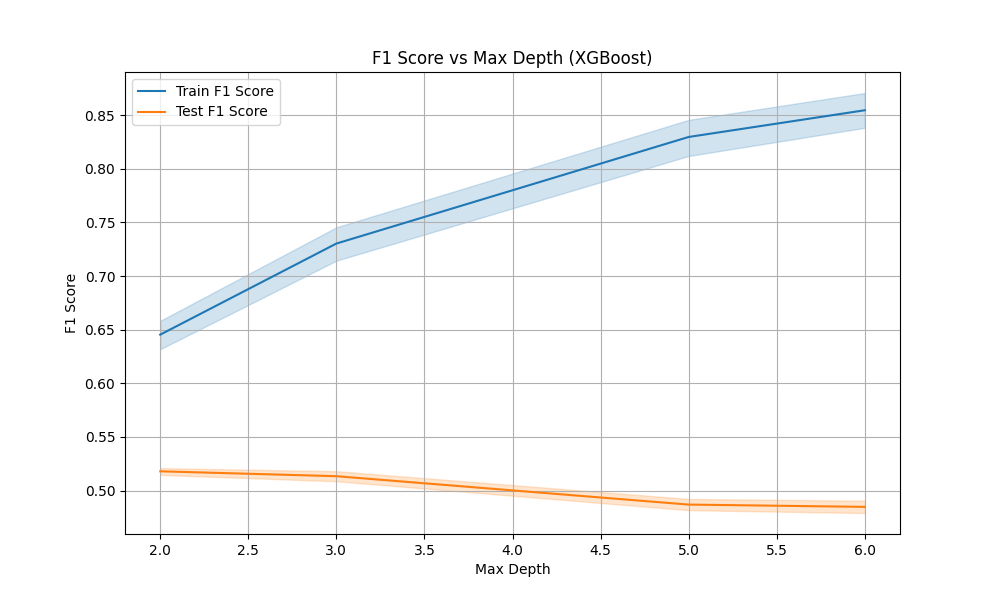 F1 Score vs Max Depth (XGBoost)
Train F1 Score
Test F1 Score
F1 Score
0.85
0.80
0.75
0.70
0.65
0.60
0.55
0.50
2.0 2.5 3.0 3.5 4.0 4.5 5.0 5.5 6.0
Max Depth